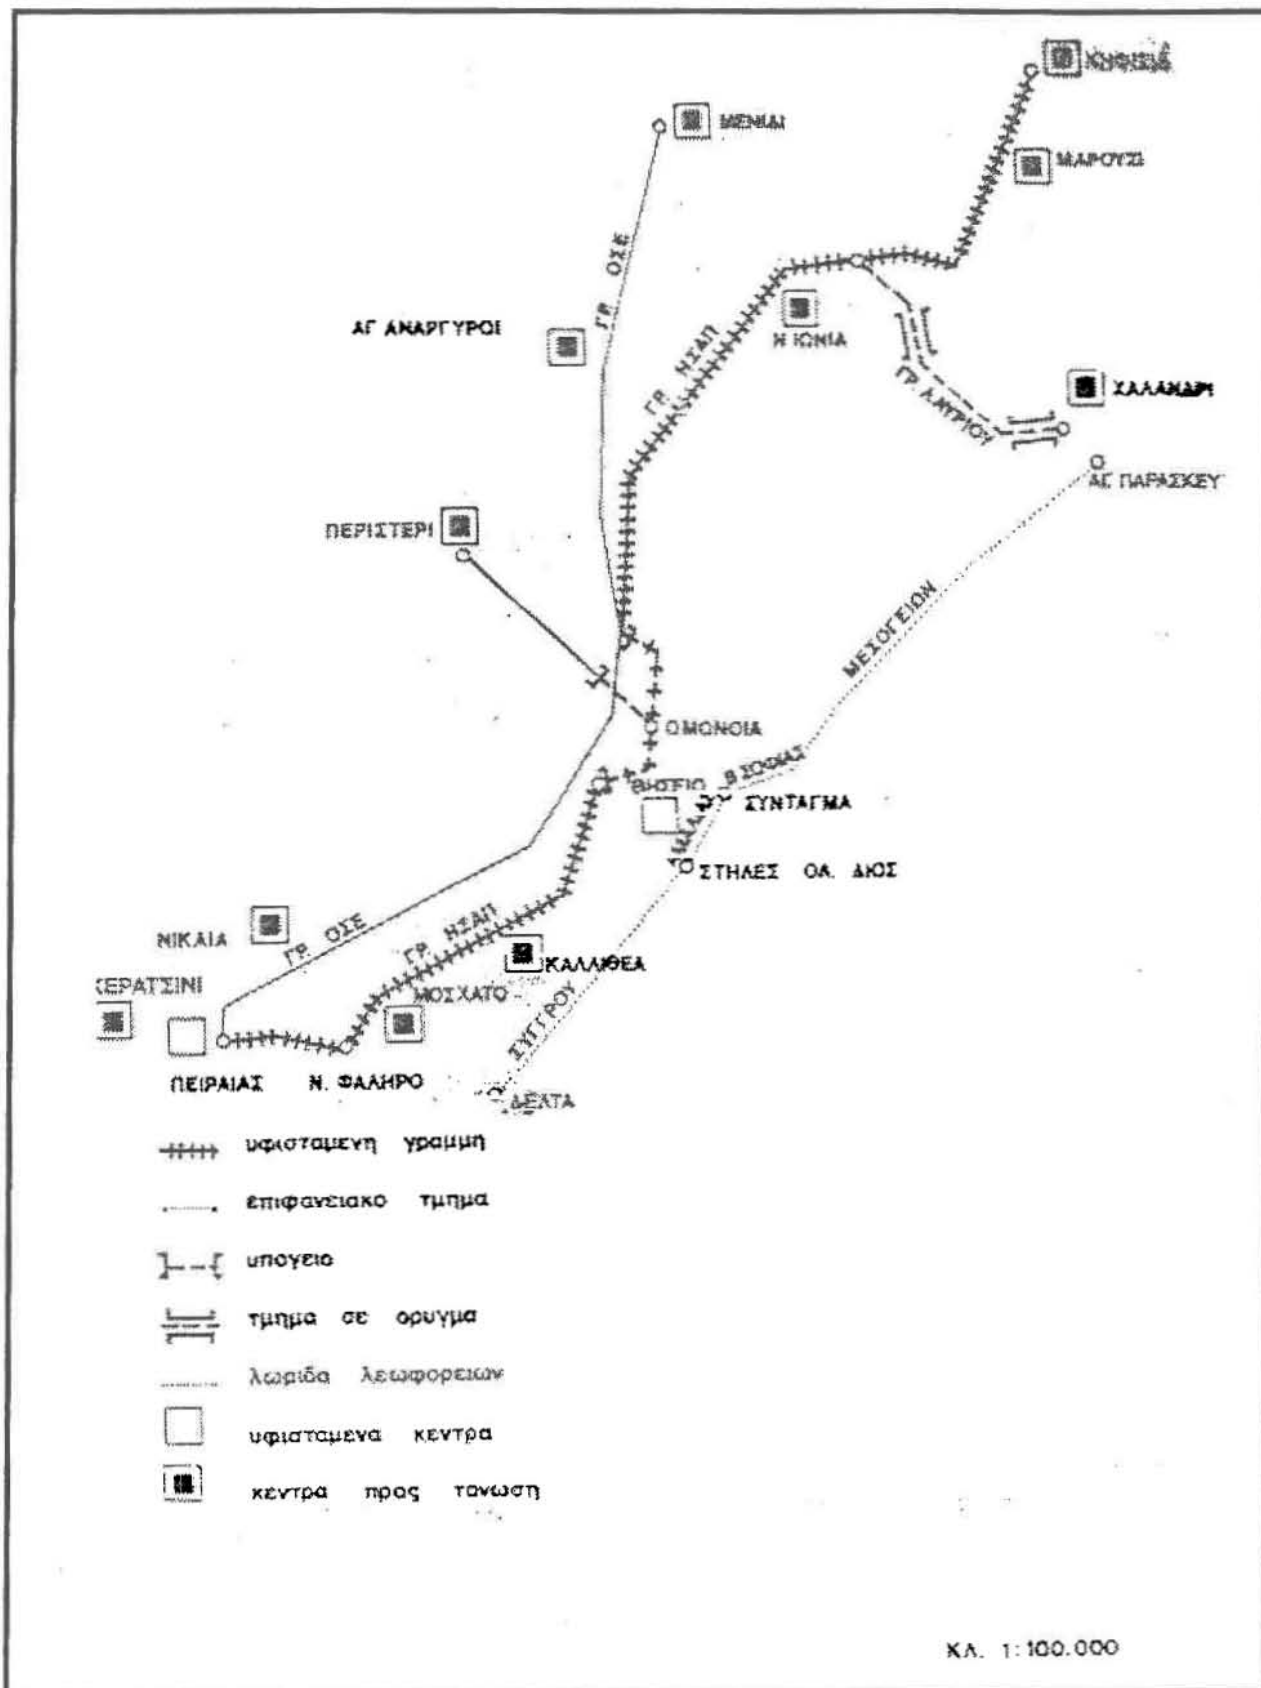 ΚΗΦΙΣΙΑ
ΜΕΝΙΔΙ
ΜΑΡΟΥΣΙ
ΓΡ. ΟΣΕ
ΑΓ ΑΝΑΡΓΥΡΟΙ
Ν ΙΩΝΙΑ
ΓΡ. ΗΣΑΠ
ΓΡ. ΛΑΥΡΙΟΥ
ΧΑΛΑΝΔΡΙ
ΑΓ. ΠΑΡΑΣΚΕΥ
ΠΕΡΙΣΤΕΡΙ
ΜΕΣΟΓΕΙΩΝ
ΟΜΟΝΟΙΑ
ΘΗΣΕΙΟ
Β ΣΟΦΙΑΣ
ΣΥΝΤΑΓΜΑ
ΣΤΗΛΕΣ ΟΛ. ΔΙΟΣ
ΝΙΚΑΙΑ
ΓΡ. ΟΣΕ
ΓΡ. ΗΣΑΠ
ΚΑΛΛΙΘΕΑ
ΚΕΡΑΤΣΙΝΙ
ΜΟΣΧΑΤΟ
ΣΥΓΓΡΟΥ
ΠΕΙΡΑΙΑΣ Ν. ΦΑΛΗΡΟ
ΔΕΛΤΑ
υφισταμενη γραμμη
επιφανειακο τμημα
υπογειο
τμημα σε ορυγμα
λωριδα λεωφορειων
υφισταμενα κεντρα
κεντρα προς τονωση
ΚΛ. 1:100.000